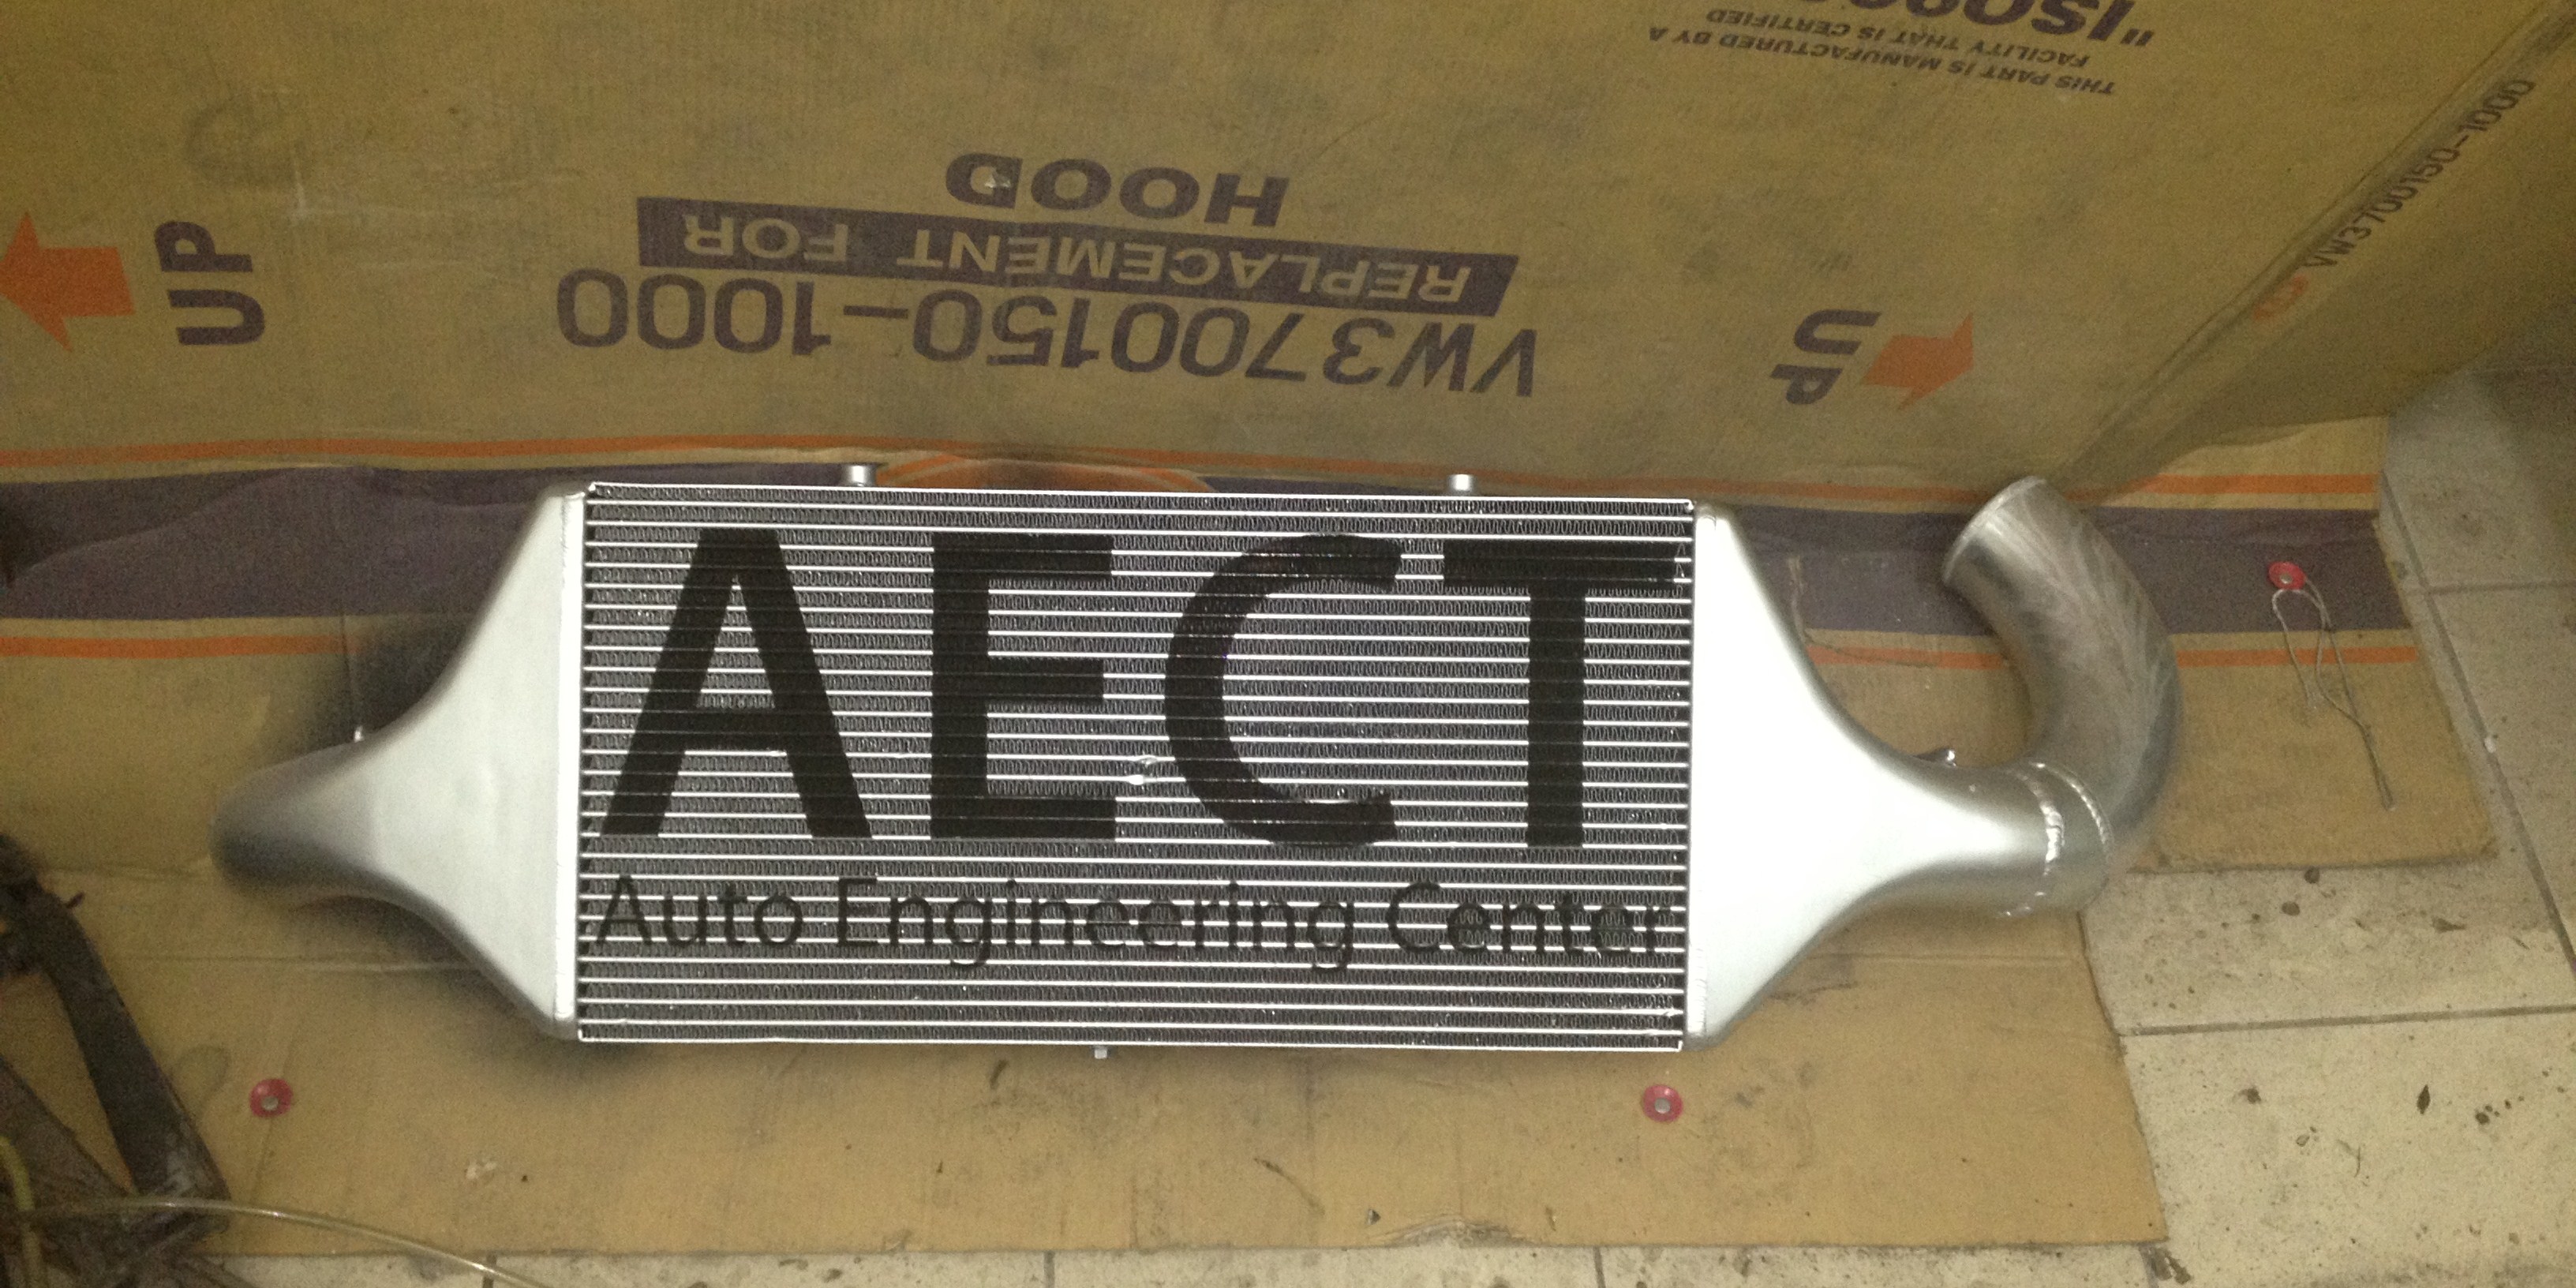 "ISO900
FACILITY THAT IS CERTIFIED
THIS PART IS MANUFACTURED BY A
VW3700150-1000
HOOD
REPLACEMENT FOR
VW3700150-1000
UP
UP
AECT
Auto Engineering Center